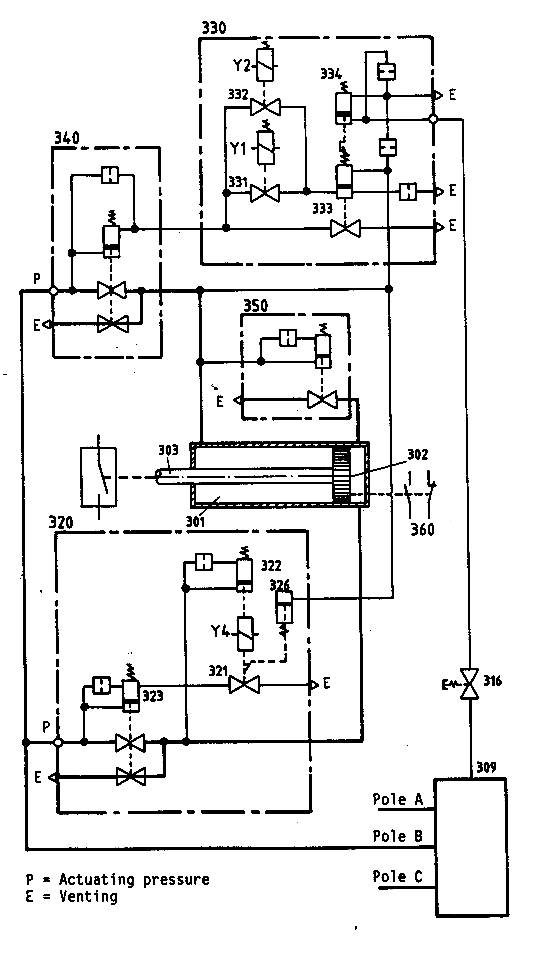 330
Y2
334
332
E
340
Y1
331
E
333
E
P
350
E
E
303
302
301
360
320
322
326
Y4
321
E
323
316
E
P
309
E
Pole A
Pole B
Pole C
P = Actuating pressure
E = Venting